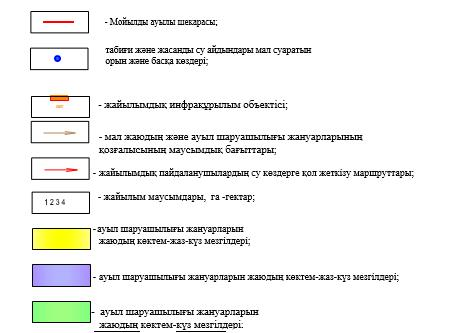 - Мойылды ауылы шекарасы;
табиғи және жасанды су айдындары мал суаратын
орын және басқа көздері;
- жайылымдық инфрақұрылым объектісі;
- мал жаюдың және ауыл шаруашылығы жануарларының
қозғалысының маусымдық бағыттары;
- жайылымдық пайдаланушылардың су көздерге қол жеткізу маршруттары;
1 2 3 4
- жайылым маусымдары, га -гектар;
- ауыл шаруашылығы жануарларын
жаюдың көктем-жаз-күз мезгілдері;
- ауыл шаруашылығы жануарларын жаюдың көктем-жаз-күз мезгілдері;
- ауыл шаруашылығы жануарларын
жаюдың көктем-күз мезгілдері: